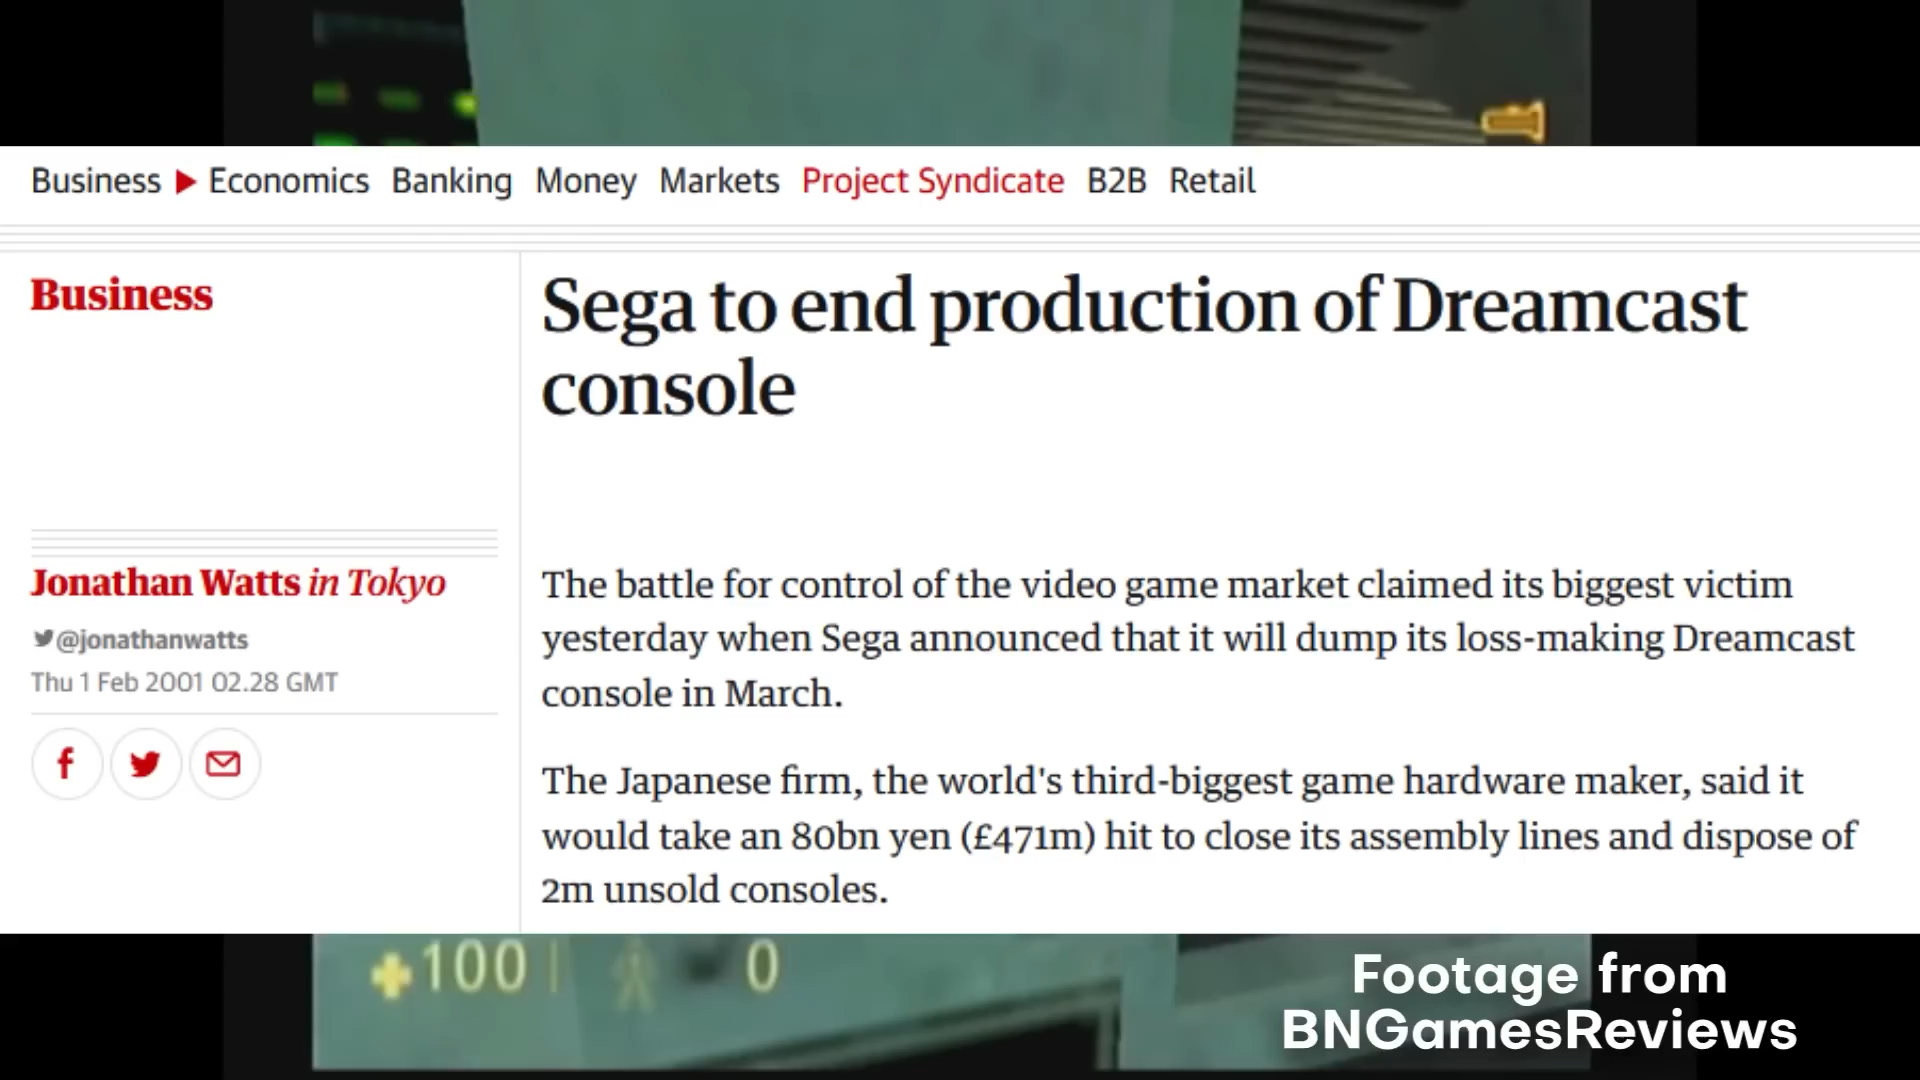 Business ▶ Economics Banking Money Markets Project Syndicate B2B Retail
Business
Sega to end production of Dreamcast
console
Jonathan Watts in Tokyo
@jonathanwatts
Thu 1 Feb 2001 02.28 GMT
The battle for control of the video game market claimed its biggest victim
yesterday when Sega announced that it will dump its loss-making Dreamcast
console in March.
The Japanese firm, the world's third-biggest game hardware maker, said it
would take an 80bn yen (£471m) hit to close its assembly lines and dispose of
2m unsold consoles.
100 0
Footage from
BNGamesReviews